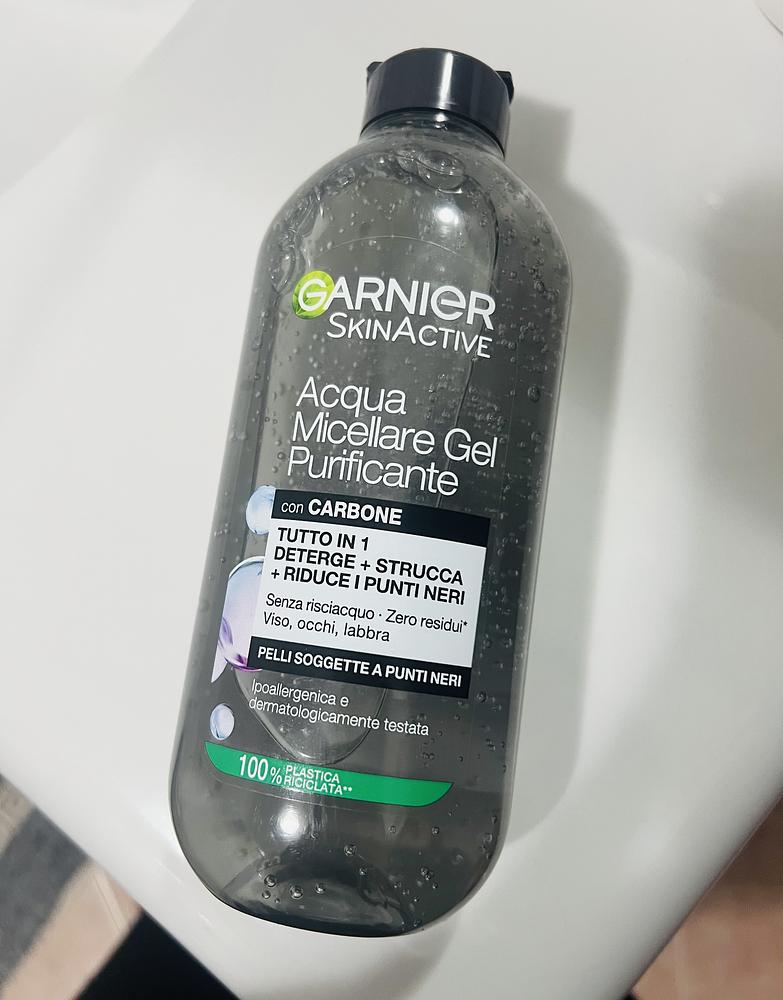 GARNIER
SKINACTIVE
Acqua
Micellare Gel
Purificante
con CARBONE
TUTTO IN 1
DETERGE + STRUCCA
+ RIDUCE I PUNTI NERI
Senza risciacquo · Zero residui*
Viso, occhi, labbra
PELLI SOGGETTE A PUNTI NERI
Ipoallergenica e
dermatologicamente testata
100% PLASTICA
RICICLATA**